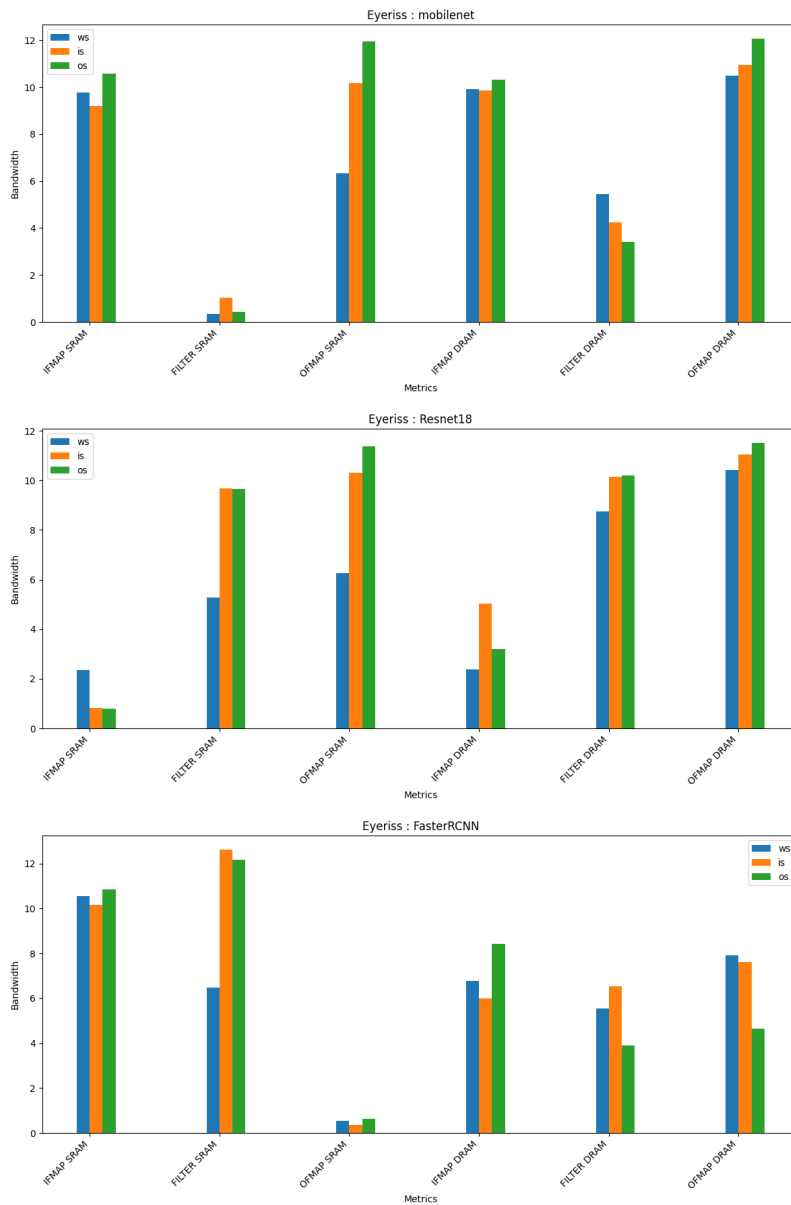 Eyeriss : mobilenet
ws
is
os
12
10
8
6
4
2
0
Bandwidth
IFMAP SRAM
FILTER SRAM
OFMAP SRAM
IFMAP DRAM
FILTER DRAM
OFMAP DRAM
Metrics
Eyeriss : Resnet18
ws
is
os
12
10
8
6
4
2
0
Bandwidth
IFMAP SRAM
FILTER SRAM
OFMAP SRAM
IFMAP DRAM
FILTER DRAM
OFMAP DRAM
Metrics
Eyeriss : FasterRCNN
ws
is
os
12
10
8
6
4
2
0
Bandwidth
IFMAP SRAM
FILTER SRAM
OFMAP SRAM
IFMAP DRAM
FILTER DRAM
OFMAP DRAM
Metrics